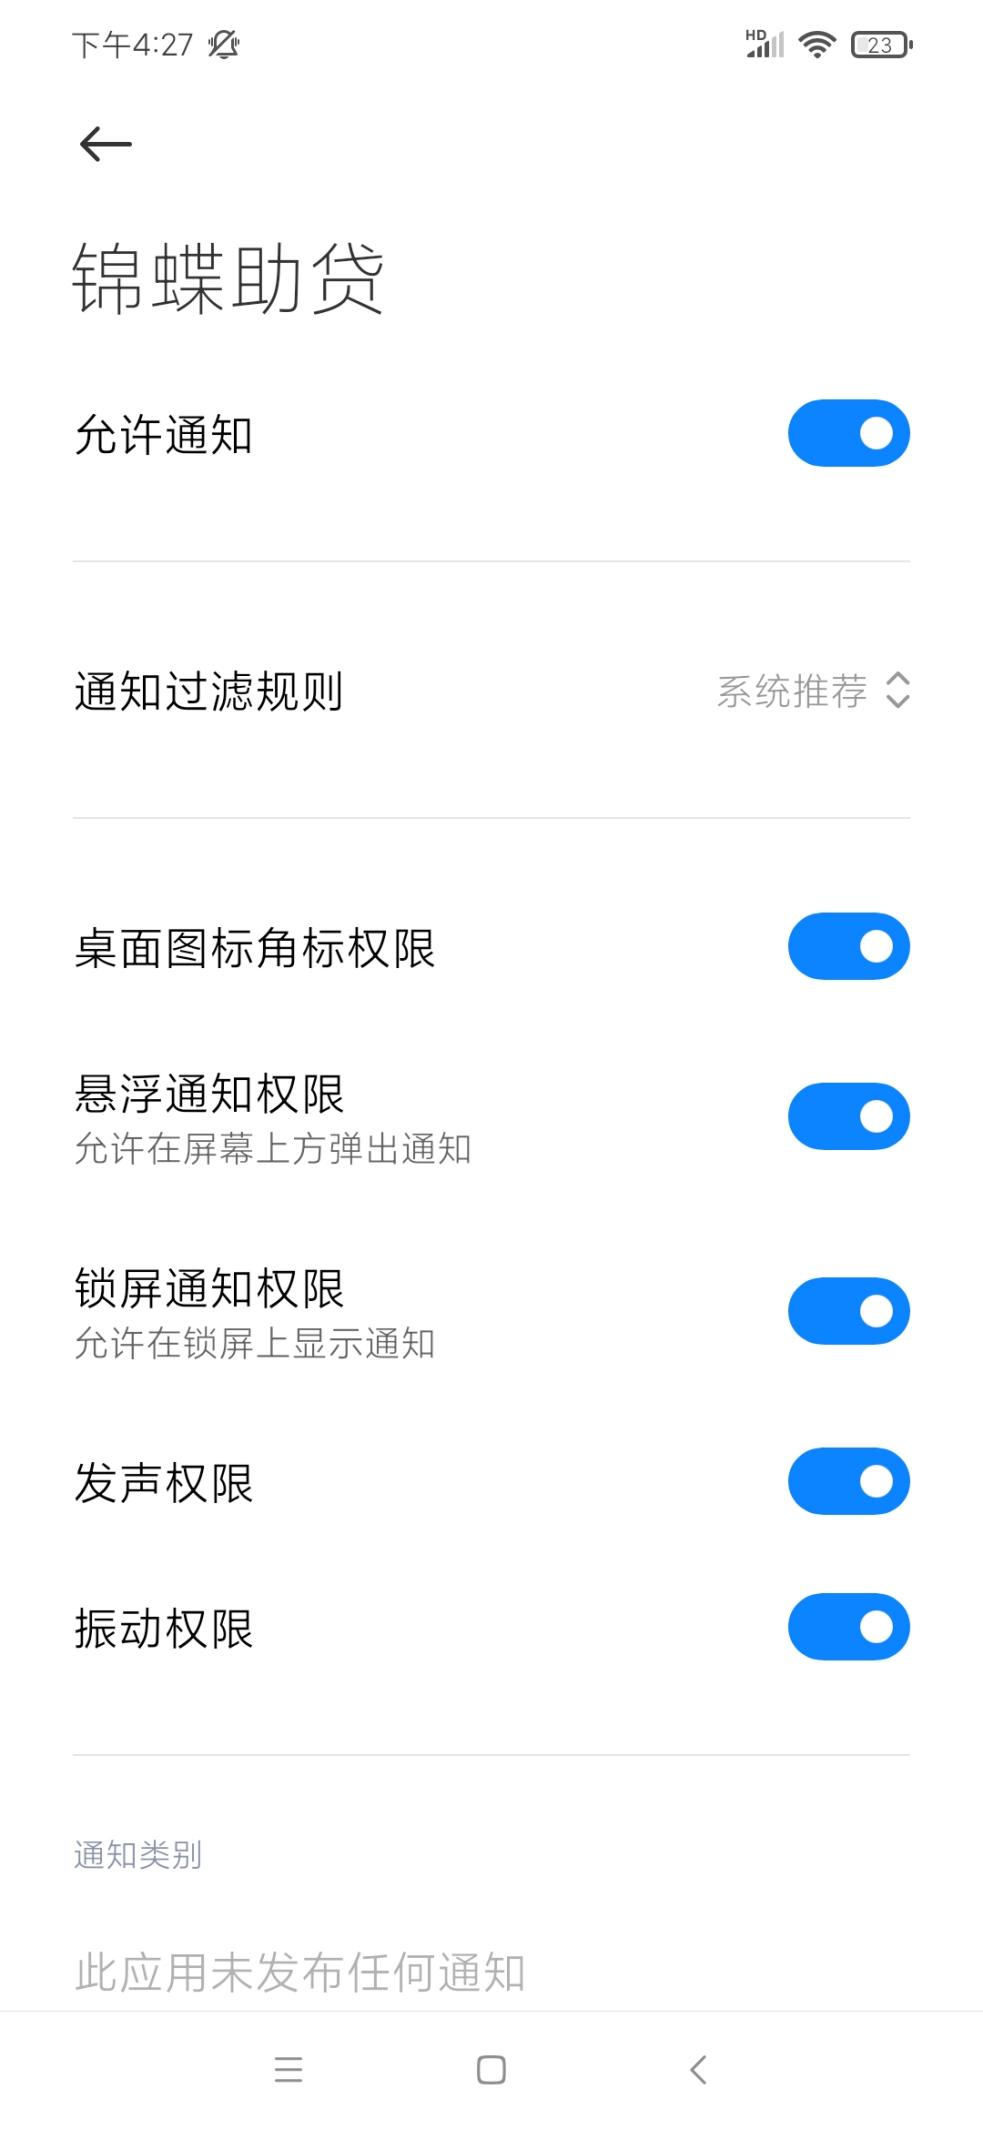 下午4:27
HD
23
锦蝶助贷
允许通知
通知过滤规则 系统推荐
桌面图标角标权限
悬浮通知权限
允许在屏幕上方弹出通知
锁屏通知权限
允许在锁屏上显示通知
发声权限
振动权限
通知类别
此应用未发布任何通知